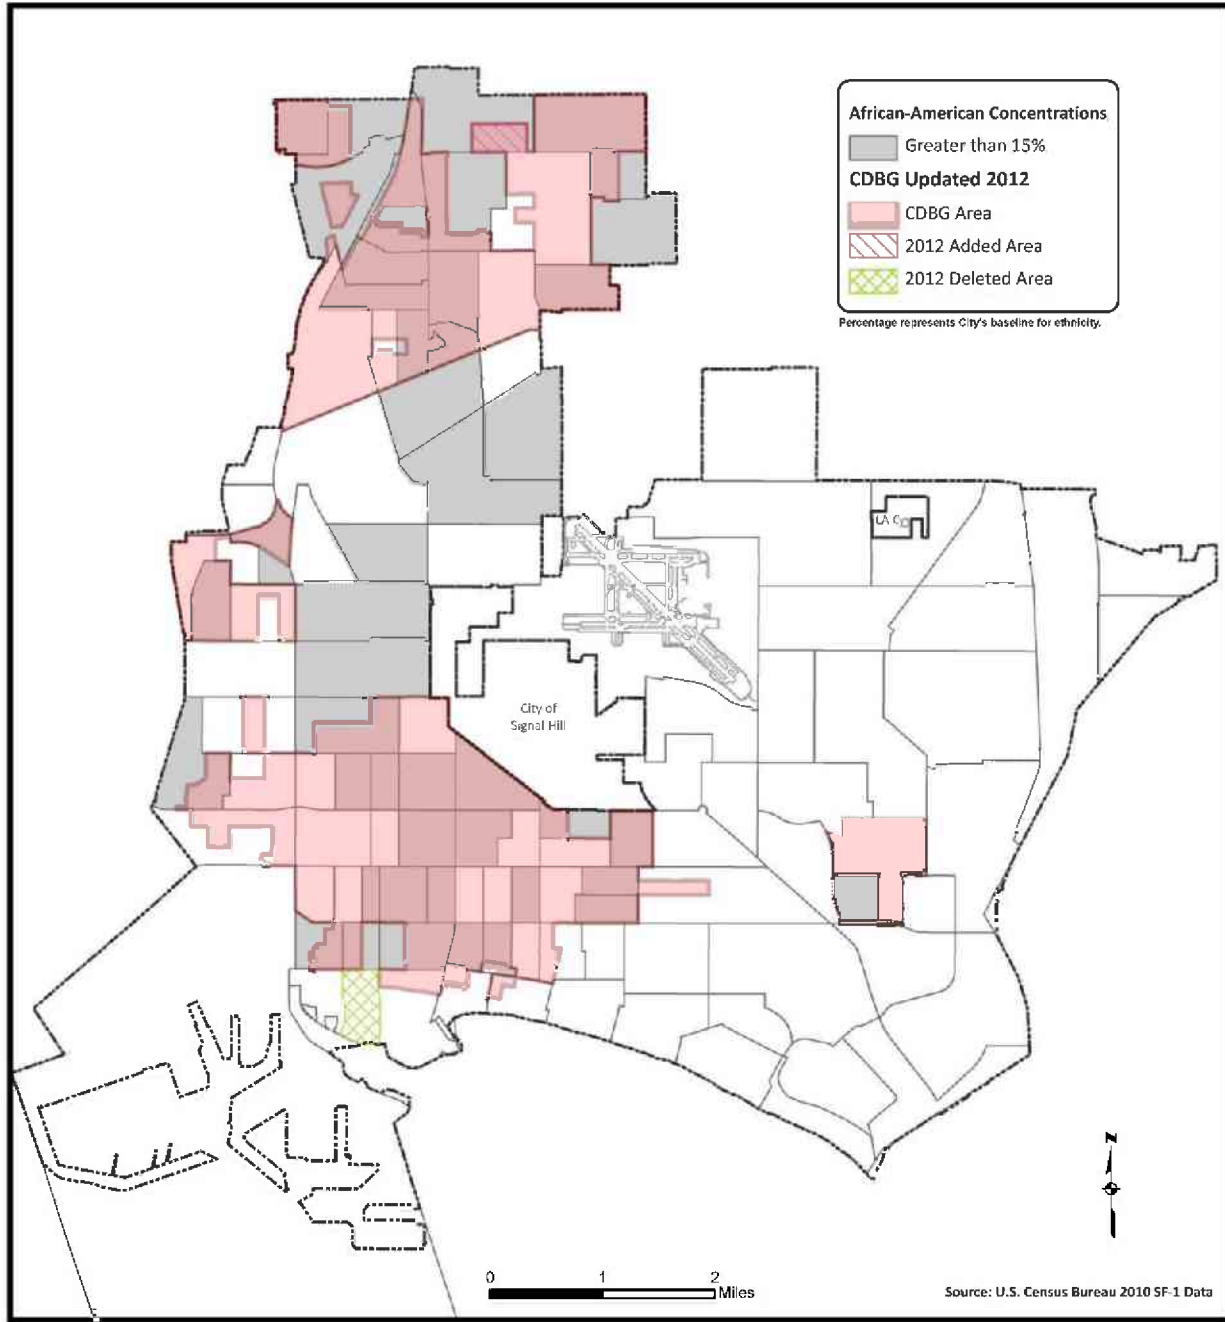 African-American Concentrations
Greater than 15%
CDBG Updated 2012
CDBG Area
2012 Added Area
2012 Deleted Area
Percentage represents City's baseline for ethnicity.
LA Co
City of
Signal Hill
N
0 1 2
Miles
Source: U.S. Census Bureau 2010 SF-1 Data